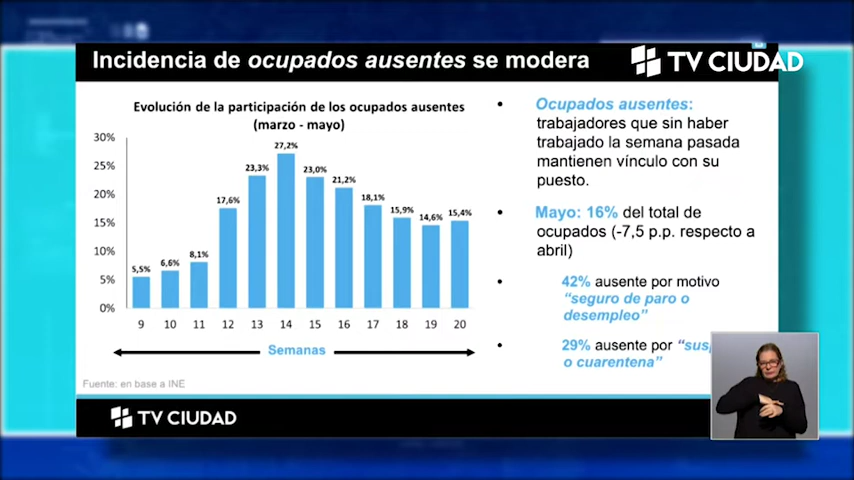 Incidencia de ocupados ausentes se modera
TV CIUDAD
Evolución de la participación de los ocupados ausentes
(marzo - mayo)
30%
25%
20%
15%
10%
5%
0%
5,5%
6,6%
8,1%
17,6%
23,3%
27,2%
23,0%
21,2%
18,1%
15,9%
14,6%
15,4%
9 10 11 12 13 14 15 16 17 18 19 20
Semanas
Fuente: en base a INE
• Ocupados ausentes:
trabajadores que sin haber
trabajado la semana pasada
mantienen vínculo con su
puesto.
• Mayo: 16% del total de
ocupados (-7,5 p.p. respecto a
abril)
• 42% ausente por motivo
“seguro de paro o
desempleo”
• 29% ausente por
o cuarentena”
TV CIUDAD